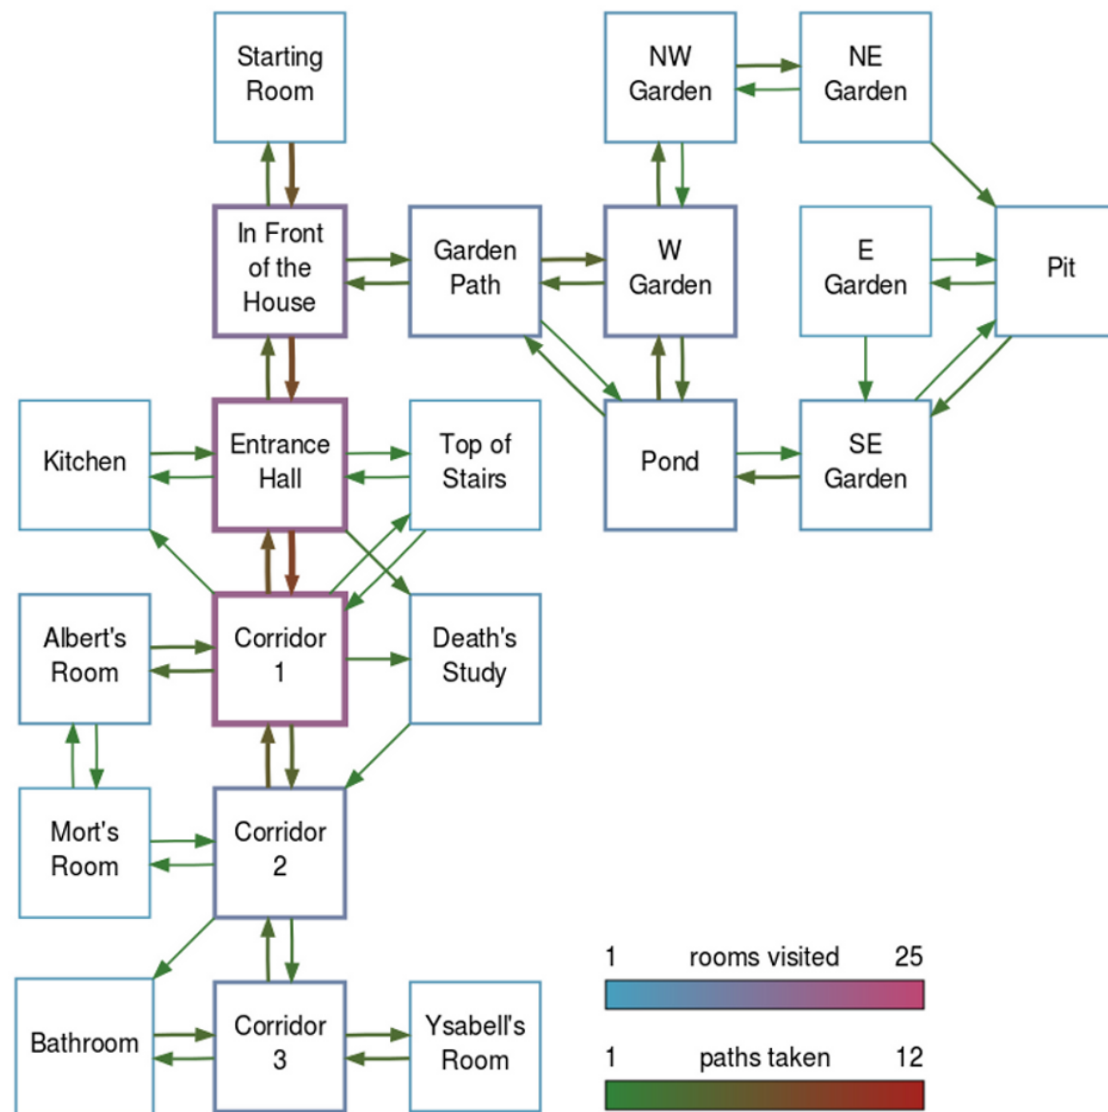 Starting
Room
NW
Garden
NE
Garden
In Front
of the
House
Garden
Path
W
Garden
E
Garden
Pit
Kitchen
Entrance
Hall
Top of
Stairs
Pond
SE
Garden
Albert's
Room
Corridor
1
Death's
Study
Mort's
Room
Corridor
2
Bathroom
Corridor
3
Ysabell's
Room
1 rooms visited 25
1 paths taken 12